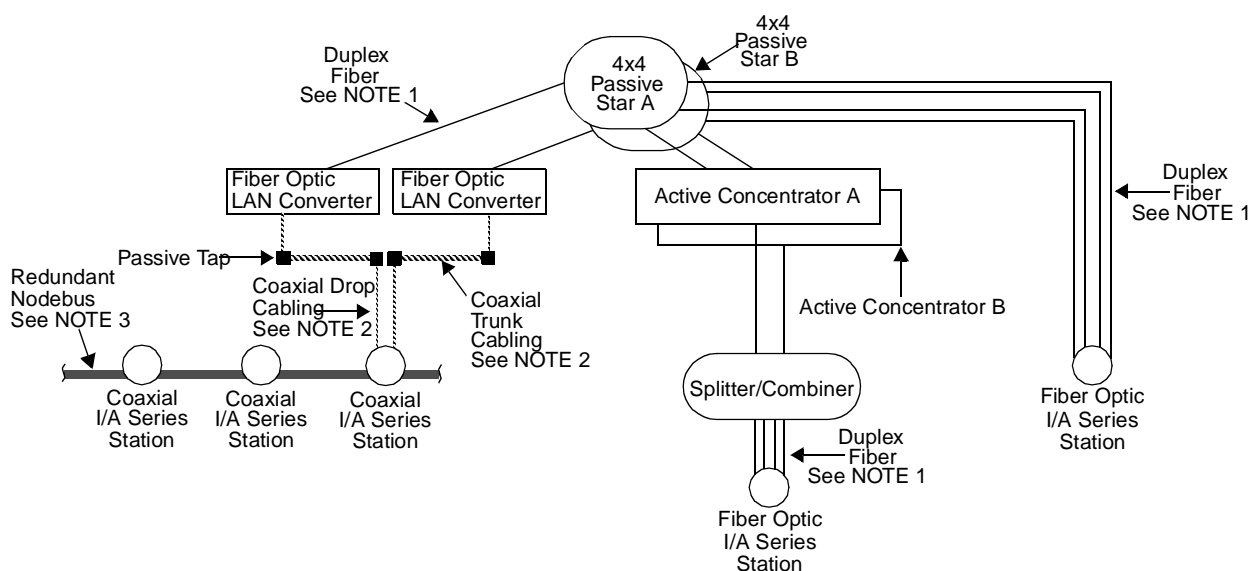 4x4
Passive
Star B
4x4
Passive
Star A
Duplex
Fiber
See NOTE 1
Fiber Optic
LAN Converter
Fiber Optic
LAN Converter
Active Concentrator A
Duplex
Fiber
See NOTE 1
Passive Tap
Redundant
Nodebus
See NOTE 3
Coaxial Drop
Cabling
See NOTE 2
Coaxial
Trunk
Cabling
See NOTE 2
Active Concentrator B
Splitter/Combiner
Coaxial
I/A Series
Station
Coaxial
I/A Series
Station
Coaxial
I/A Series
Station
Fiber Optic
I/A Series
Station
Duplex
Fiber
See NOTE 1
Fiber Optic
I/A Series
Station